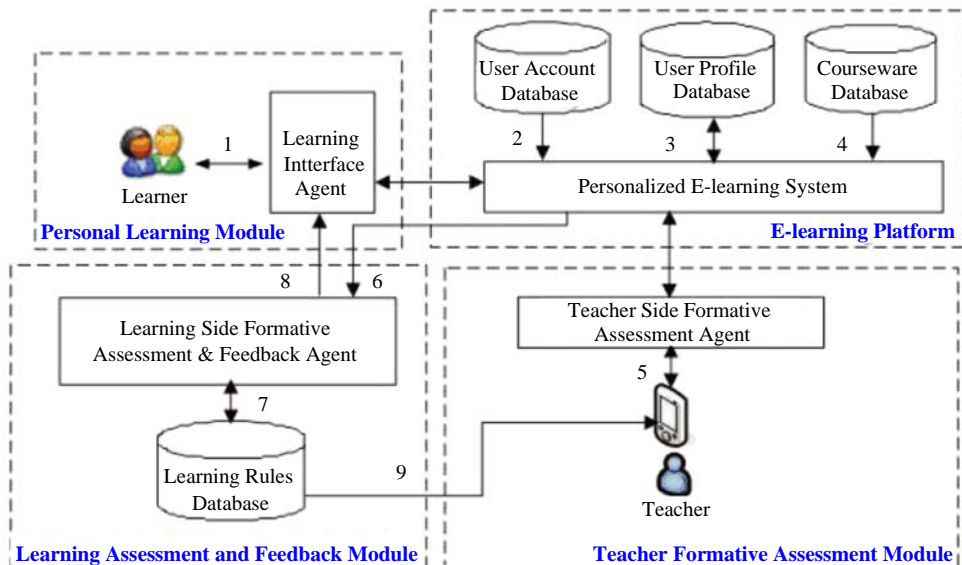 User Account
Database
User Profile
Database
Courseware
Database
2
3
4
Learning
Intterface
Agent
1
Learner
Personalized E-learning System
Personal Learning Module
E-learning Platform
8
6
Learning Side Formative
Assessment & Feedback Agent
Teacher Side Formative
Assessment Agent
5
7
Learning Rules
Database
9
Teacher
Learning Assessment and Feedback Module
Teacher Formative Assessment Module